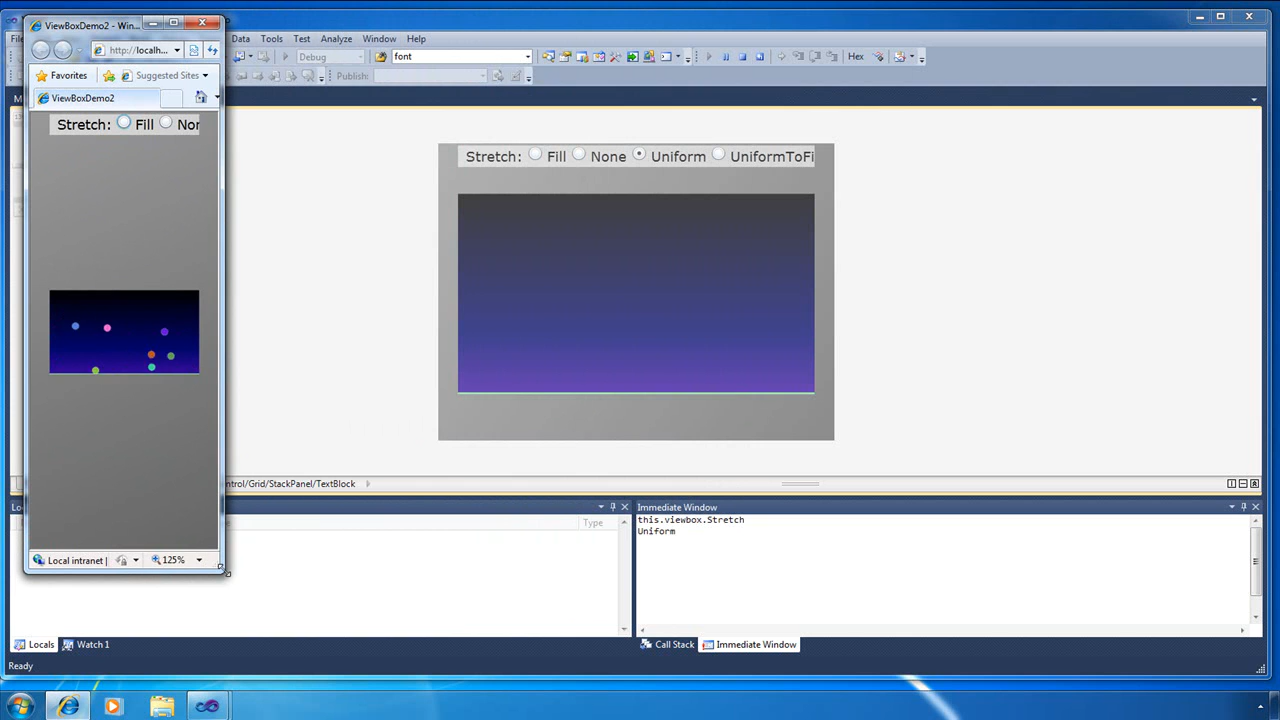 ViewBoxDemo2 - Win...
http://localh...
Favorites
Suggested Sites
ViewBoxDemo2
Stretch: Fill Nor
Local intranet |
125%
Data Tools Test Analyze Window Help
Debug
font
Hex
Publish:
Stretch: Fill None Uniform UniformToFi
ntrol/Grid/StackPanel/TextBlock
Type
Immediate Window
this.viewbox.Stretch
Uniform
Locals
Watch 1
Call Stack
Immediate Window
Ready